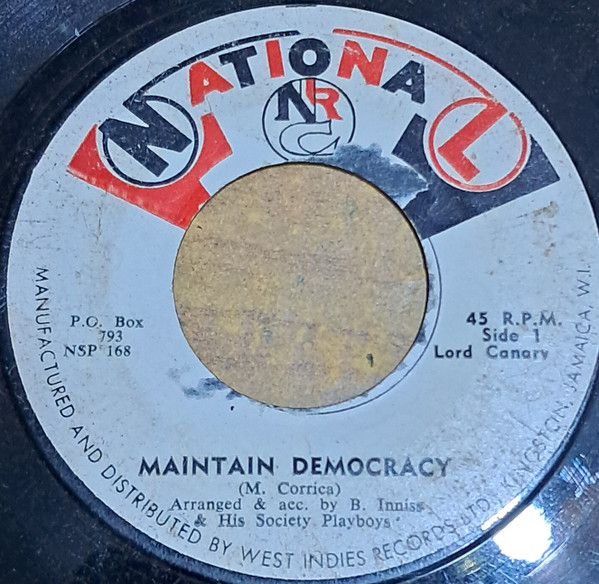 NATIONAL
NRC
P.O. Box
793
NSP 168
45 R.P.M.
Side 1
Lord Canary
MAINTAIN DEMOCRACY
(M. Corrica)
Arranged & acc. by B. Inniss
& His Society Playboys
MANUFACTURED AND DISTRIBUTED BY WEST INDIES RECORDS LTD., KINGSTON, JAMAICA, W.I.